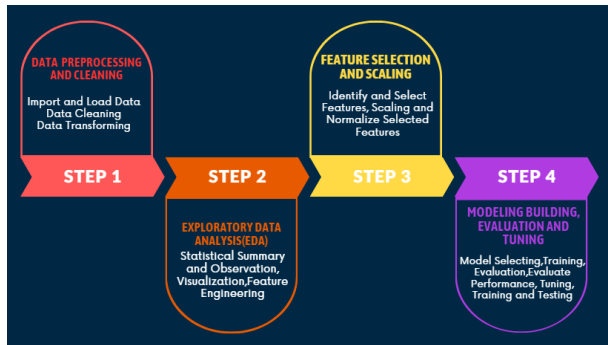 DATA PREPROCESSING
AND CLEANING
Import and Load Data
Data Cleaning
Data Transforming
STEP 1
STEP 2
EXPLORATORY DATA
ANALYSIS(EDA)
Statistical Summary
and Observation,
Visualization,Feature
Engineering
FEATURE SELECTION
AND SCALING
Identify and Select
Features, Scaling and
Normalize Selected
Features
STEP 3
STEP 4
MODELING BUILDING,
EVALUATION AND
TUNING
Model Selecting,Training,
Evaluation,Evaluate
Performance, Tuning,
Training and Testing